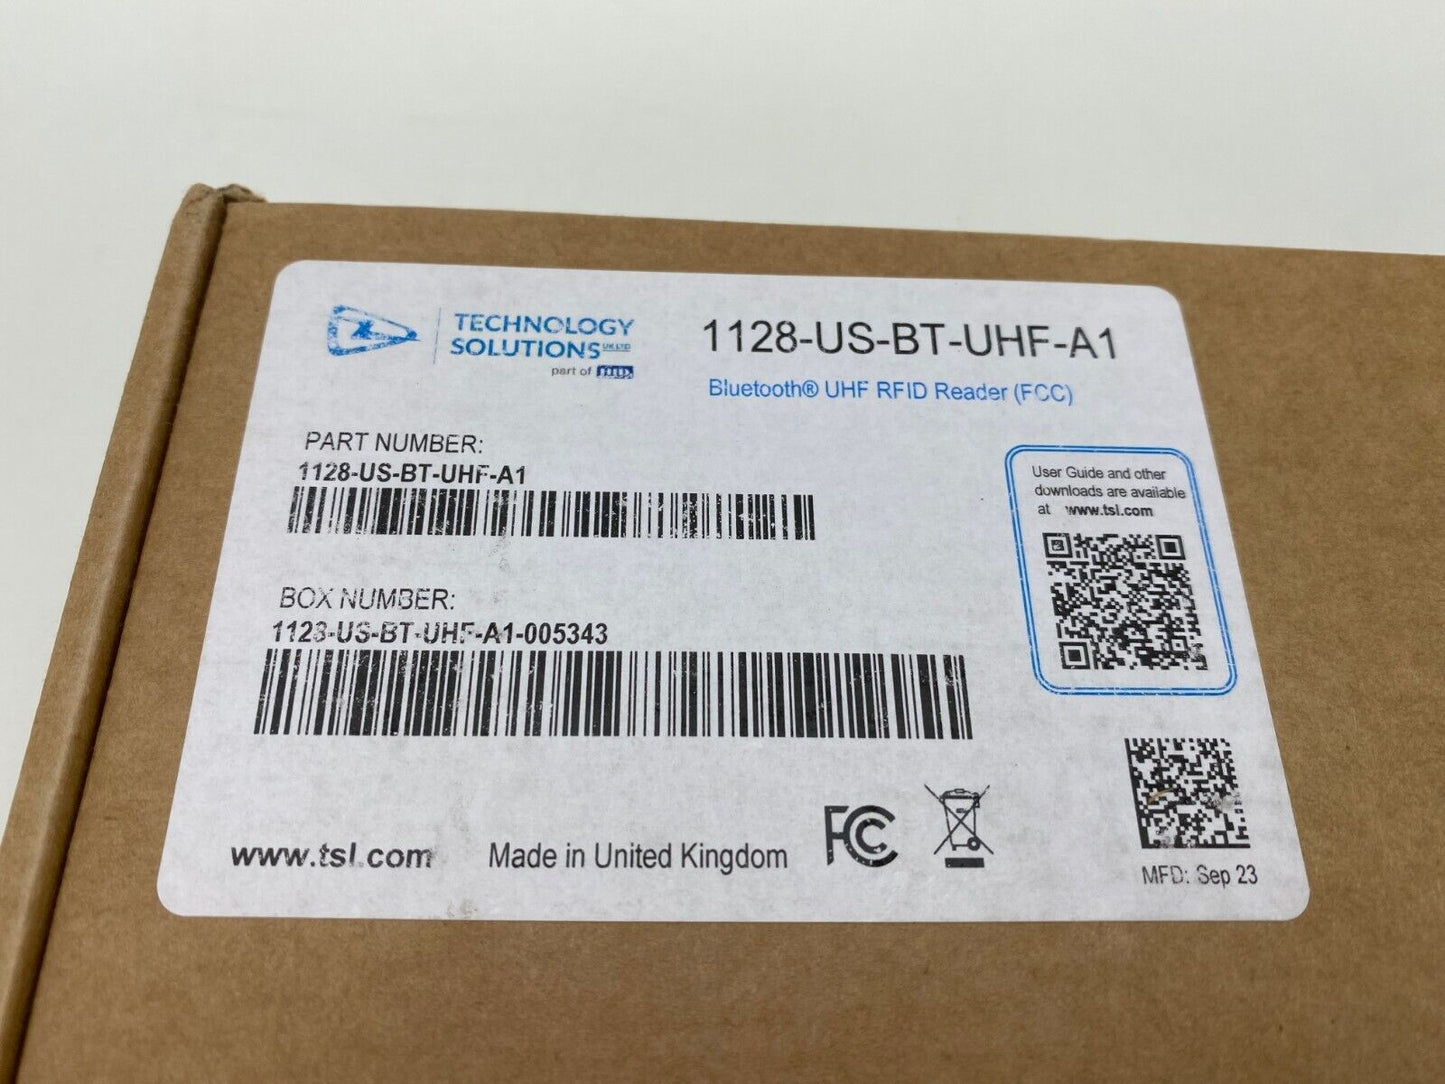 TECHNOLOGY
SOLUTIONS UK LTD
part of
1128-US-BT-UHF-A1
Bluetooth® UHF RFID Reader (FCC)
PART NUMBER:
1128-US-BT-UHF-A1
User Guide and other
downloads are available
at www.tsl.com
BOX NUMBER:
1128-US-BT-UHF-A1-005343
www.tsl.com
Made in United Kingdom
FC
MFD: Sep 23